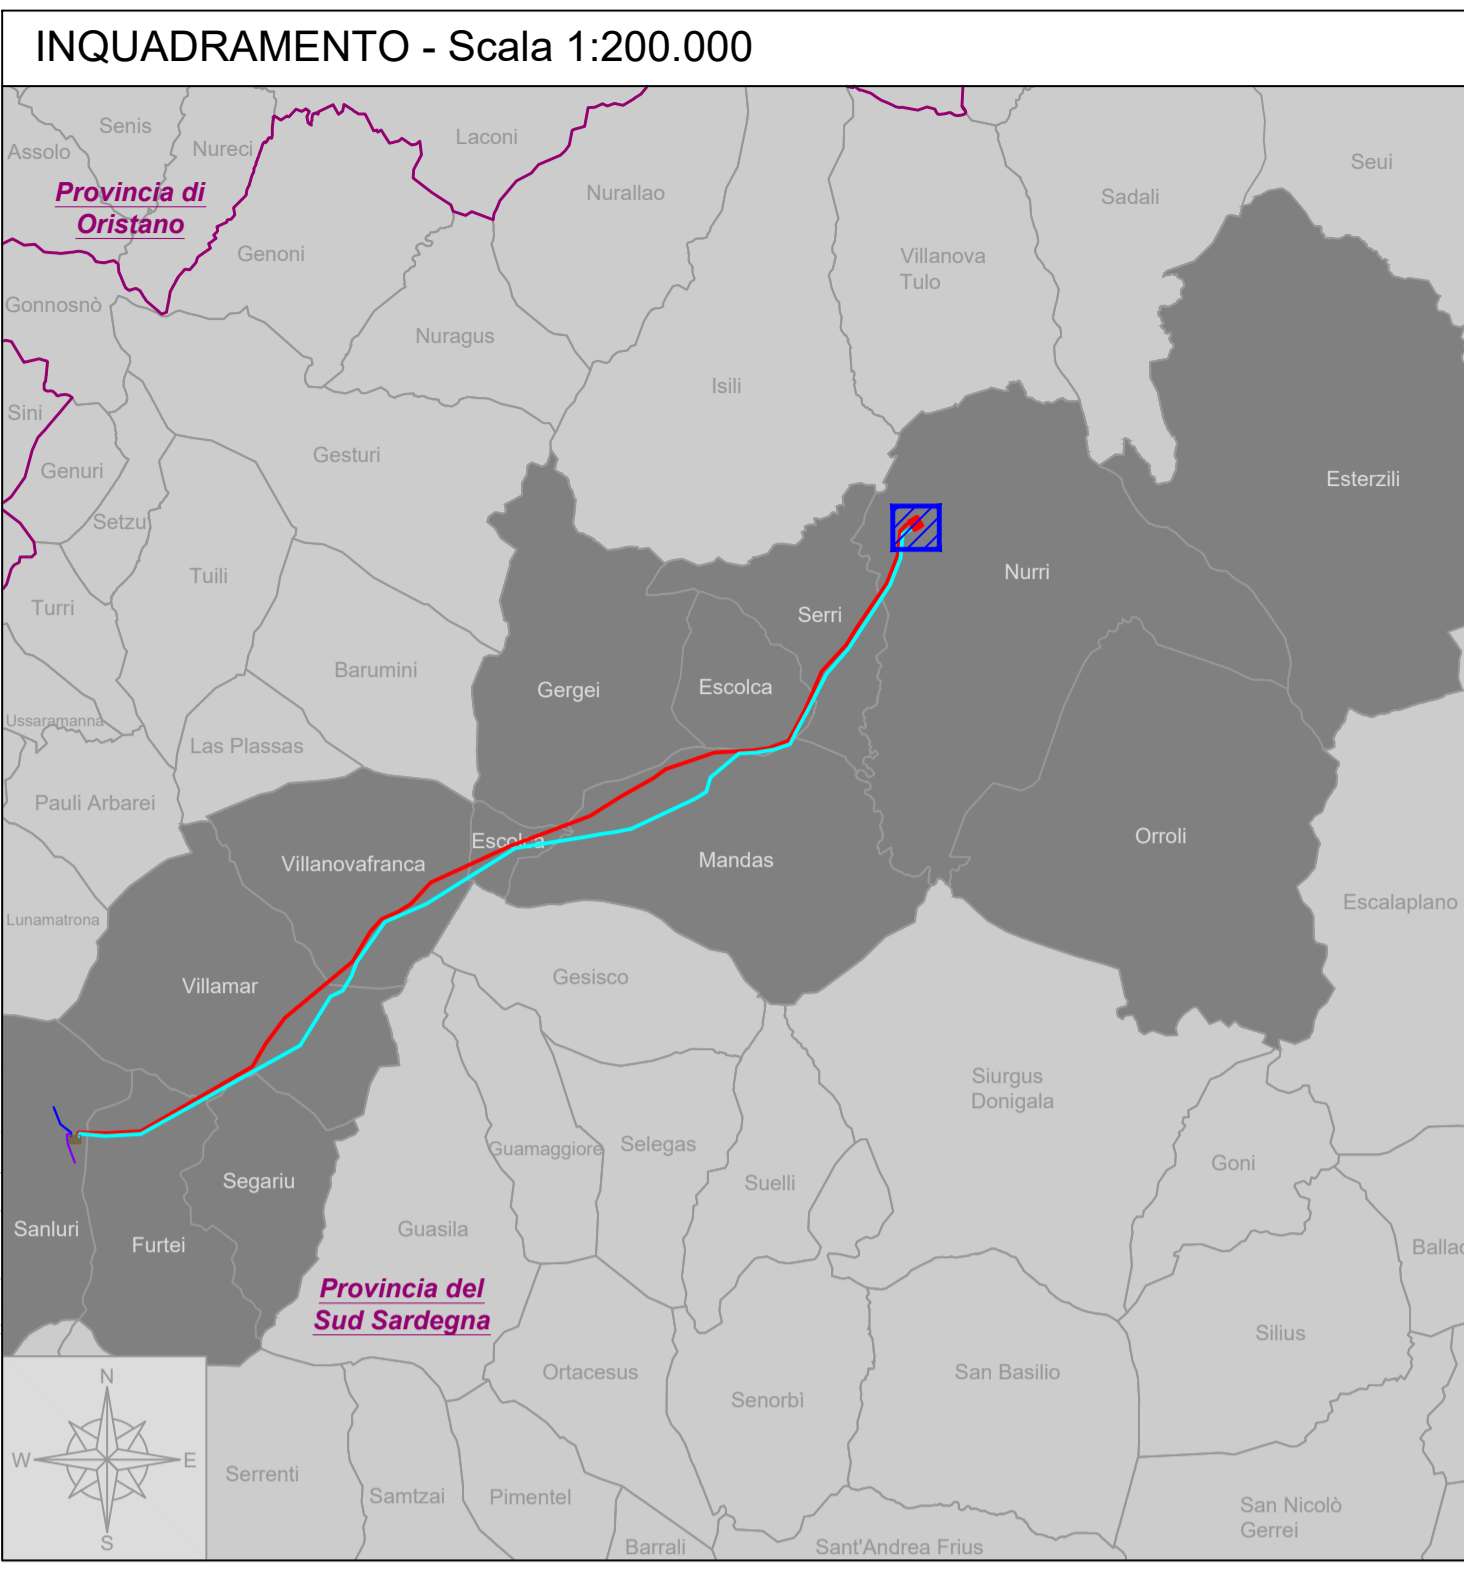 INQUADRAMENTO - Scala 1:200.000
Senis
Laconi
Assolo
Nureci
Seui
Provincia di
Oristano
Nurallao
Sadali
Genoni
Villanova
Tulo
Gonnosnò
Nuragus
Isili
Sini
Gesturi
Genuri
Esterzili
Setzu
Tuili
Nurri
Turri
Serri
Barumini
Gergei
Escolca
Ussaramanna
Las Plassas
Pauli Arbarei
Orroli
Escolca
Mandas
Villanovafranca
Escalaplano
Lunamatrona
Gesisco
Villamar
Siurgus
Donigala
Guamaggiore
Selegas
Goni
Segariu
Suelli
Sanluri
Guasila
Furtei
Ballao
Provincia del
Sud Sardegna
Silius
Ortacesus
San Basilio
N
Senorbì
W
E
Serrenti
Samtzai
Pimentel
San Nicolò
Gerrei
S
Barrali
Sant'Andrea Frius